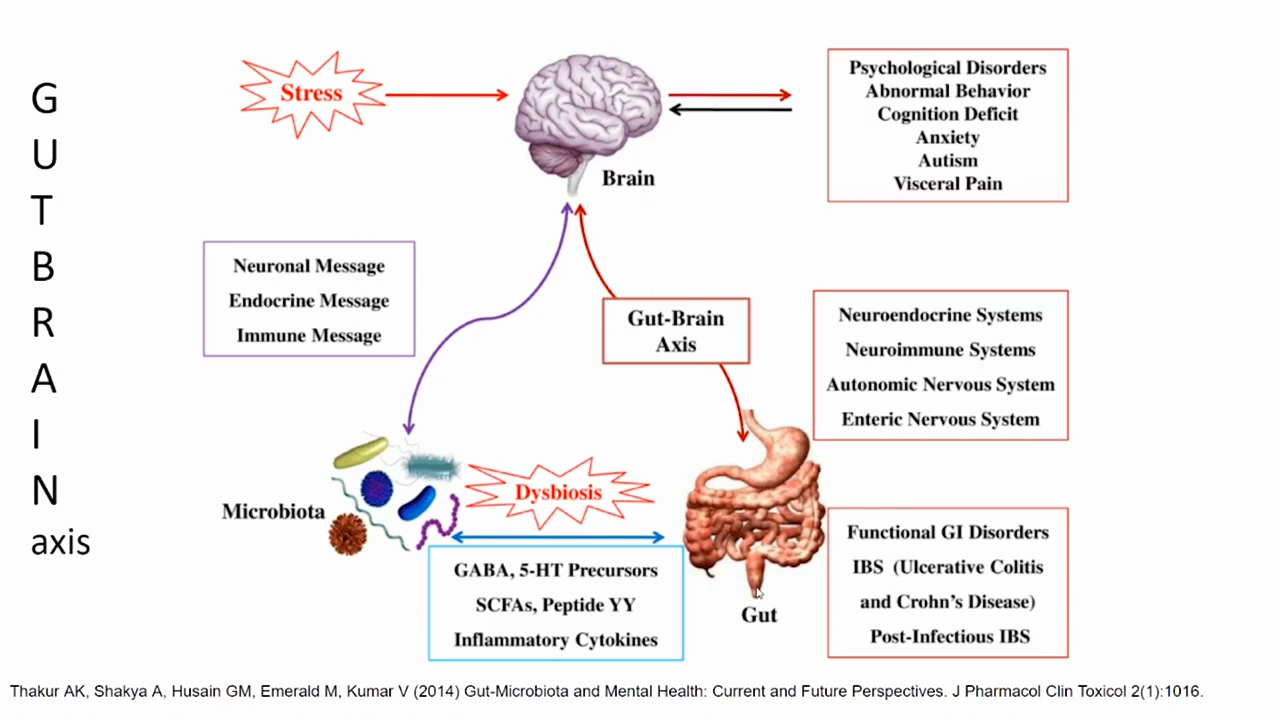 G
U
T
B
R
A
I
N
axis
Stress
Brain
Psychological Disorders
Abnormal Behavior
Cognition Deficit
Anxiety
Autism
Visceral Pain
Neuronal Message
Endocrine Message
Immune Message
Gut-Brain
Axis
Neuroendocrine Systems
Neuroimmune Systems
Autonomic Nervous System
Enteric Nervous System
Microbiota
Dysbiosis
GABA, 5-HT Precursors
SCFAs, Peptide YY
Inflammatory Cytokines
Gut
Functional GI Disorders
IBS (Ulcerative Colitis
and Crohn's Disease)
Post-Infectious IBS
Thakur AK, Shakya A, Husain GM, Emerald M, Kumar V (2014) Gut-Microbiota and Mental Health: Current and Future Perspectives. J Pharmacol Clin Toxicol 2(1):1016.